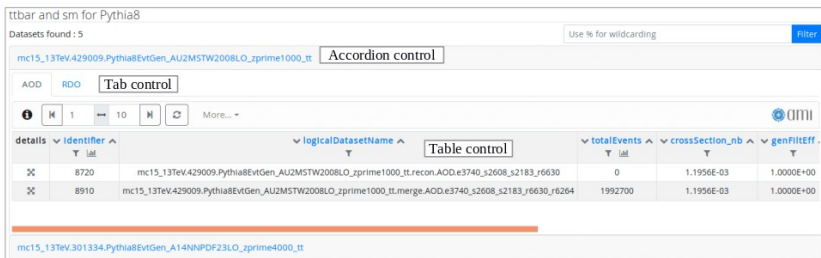 ttbar and sm for Pythia8
Datasets found : 5
Use % for wildcarding
Filter
mc15_13TeV.429009.Pythia8EvtGen_AU2MSTW2008LO_zprime1000_tt
Accordion control
AOD RDO Tab control
1 10 More...
ami
details identifier logicalDatasetName Table control totalEvents crossSection_nb genFiltEff
8720 mc15_13TeV.429009.Pythia8EvtGen_AU2MSTW2008LO_zprime1000_tt.recon.AOD.e3740_s2608_s2183_r6630 0 1.1956E-03 1.0000E+00
8910 mc15_13TeV.429009.Pythia8EvtGen_AU2MSTW2008LO_zprime1000_tt.merge.AOD.e3740_s2608_s2183_r6630_r6264 1992700 1.1956E-03 1.0000E+00
mc15_13TeV.301334.Pythia8EvtGen_A14NNPDF23LO_zprime4000_tt